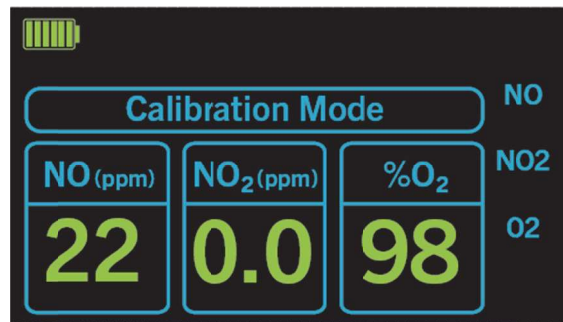 Calibration Mode
NO
NO (ppm) NO₂ (ppm) %O₂
NO2
22 0.0 98
O2